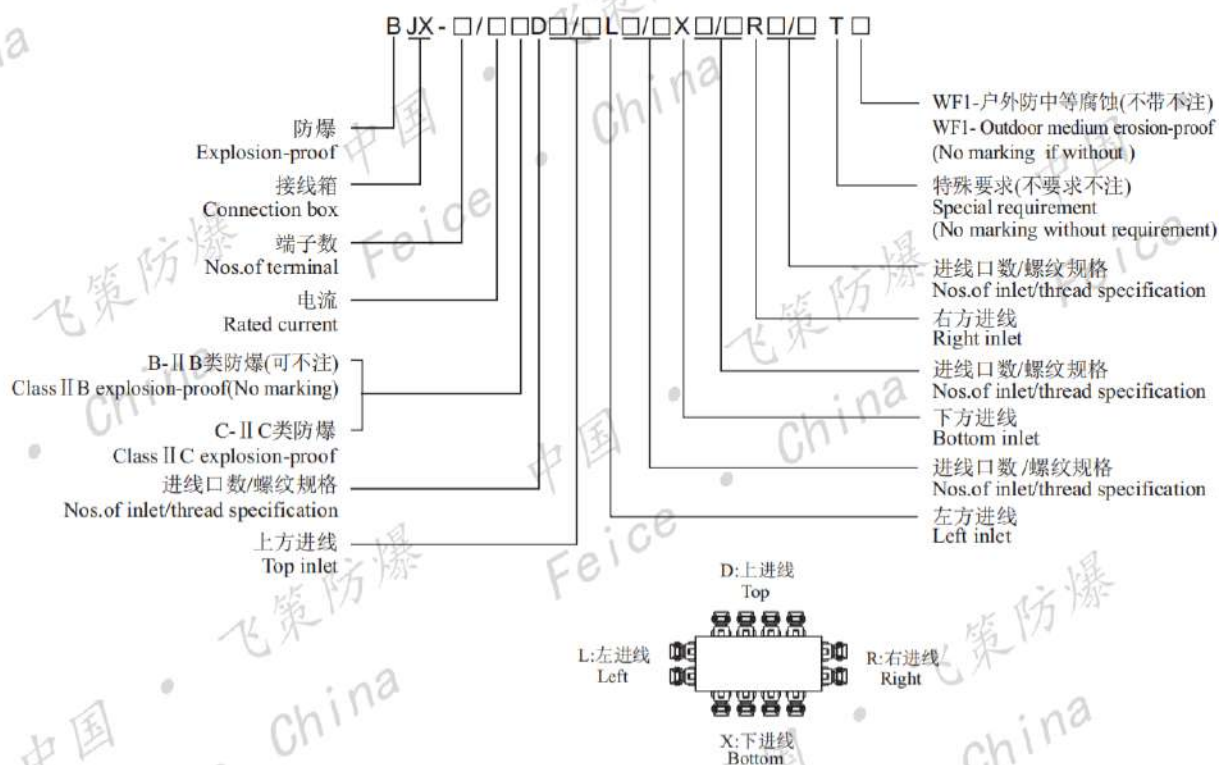 BJX-□/□□D□/□L□/□X□/□R□/□ T□
防爆
Explosion-proof
接线箱
Connection box
端子数
Nos.of terminal
电流
Rated current
B-ⅡB类防爆(可不注)
ClassⅡB explosion-proof(No marking)
C-ⅡC类防爆
ClassⅡC explosion-proof
进线口数/螺纹规格
Nos.of inlet/thread specification
上方进线
Top inlet
WF1-户外防中等腐蚀(不带不注)
WF1- Outdoor medium erosion-proof
(No marking if without )
特殊要求(不要求不注)
Special requirement
(No marking without requirement)
进线口数/螺纹规格
Nos.of inlet/thread specification
右方进线
Right inlet
进线口数/螺纹规格
Nos.of inlet/thread specification
下方进线
Bottom inlet
进线口数 /螺纹规格
Nos.of inlet/thread specification
左方进线
Left inlet
D:上进线
Top
L:左进线
Left
R:右进线
Right
X:下进线
Bottom
飞策防爆
中国
Feice
China